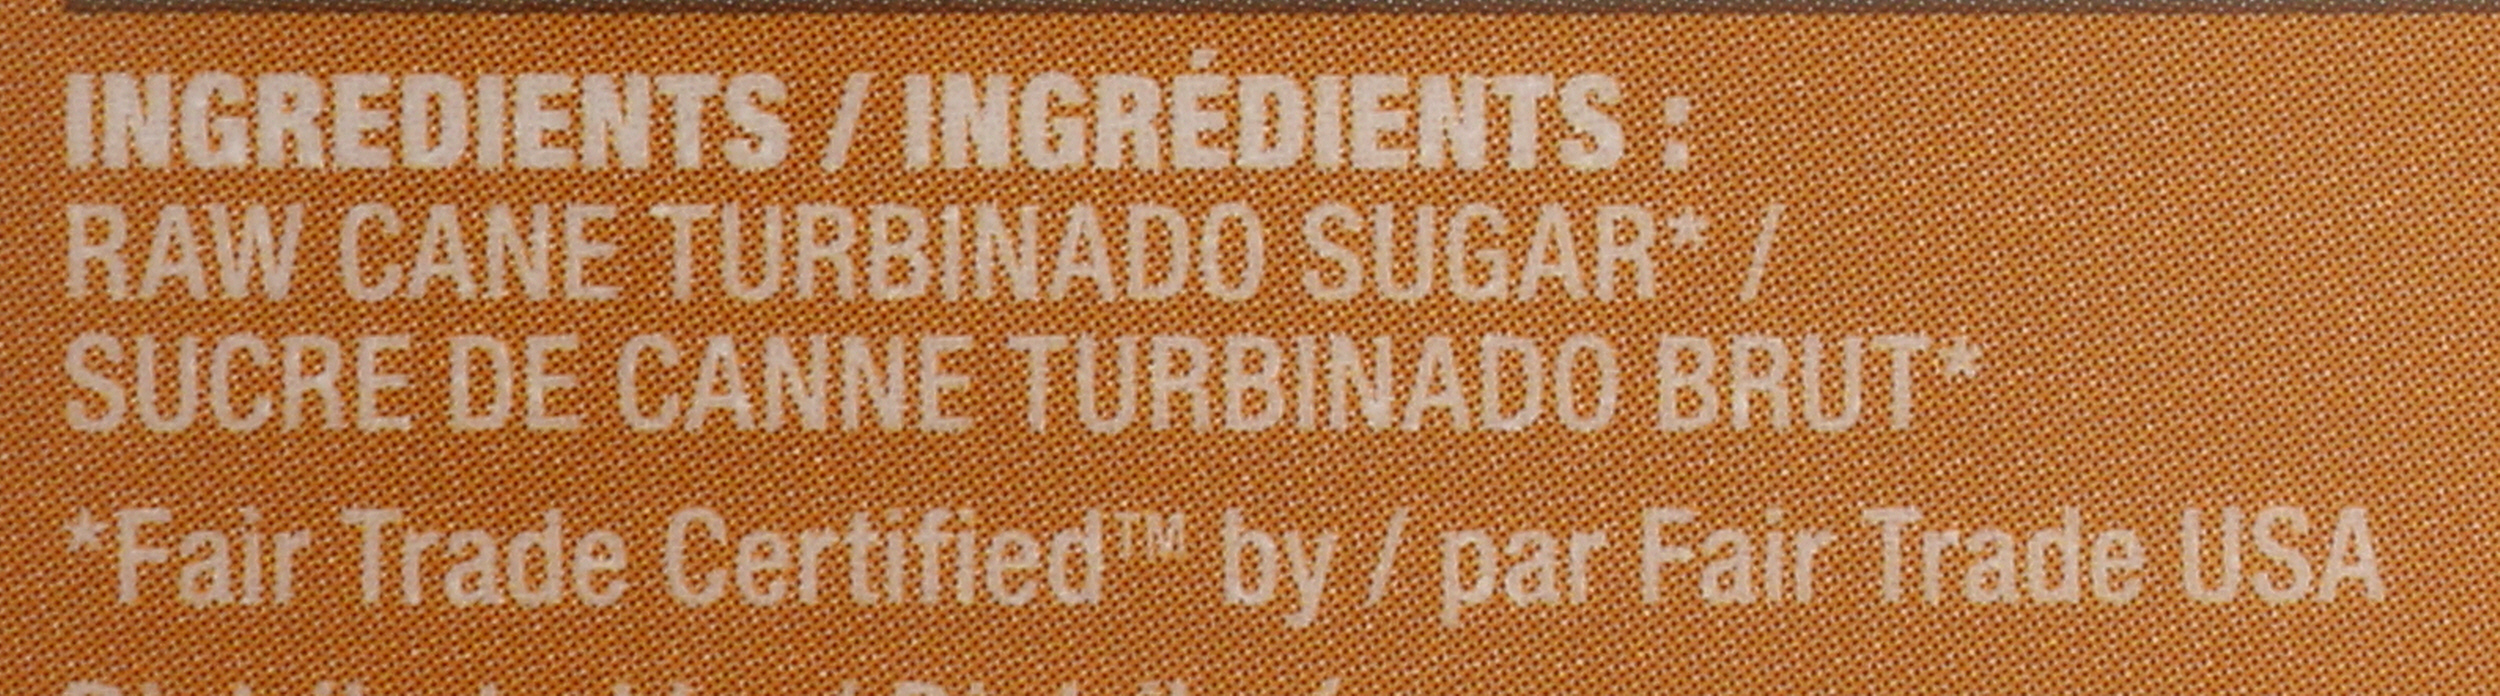 INGREDIENTS / INGRÉDIENTS :
RAW CANE TURBINADO SUGAR* /
SUCRE DE CANNE TURBINADO BRUT*
*Fair Trade Certified™ by / par Fair Trade USA